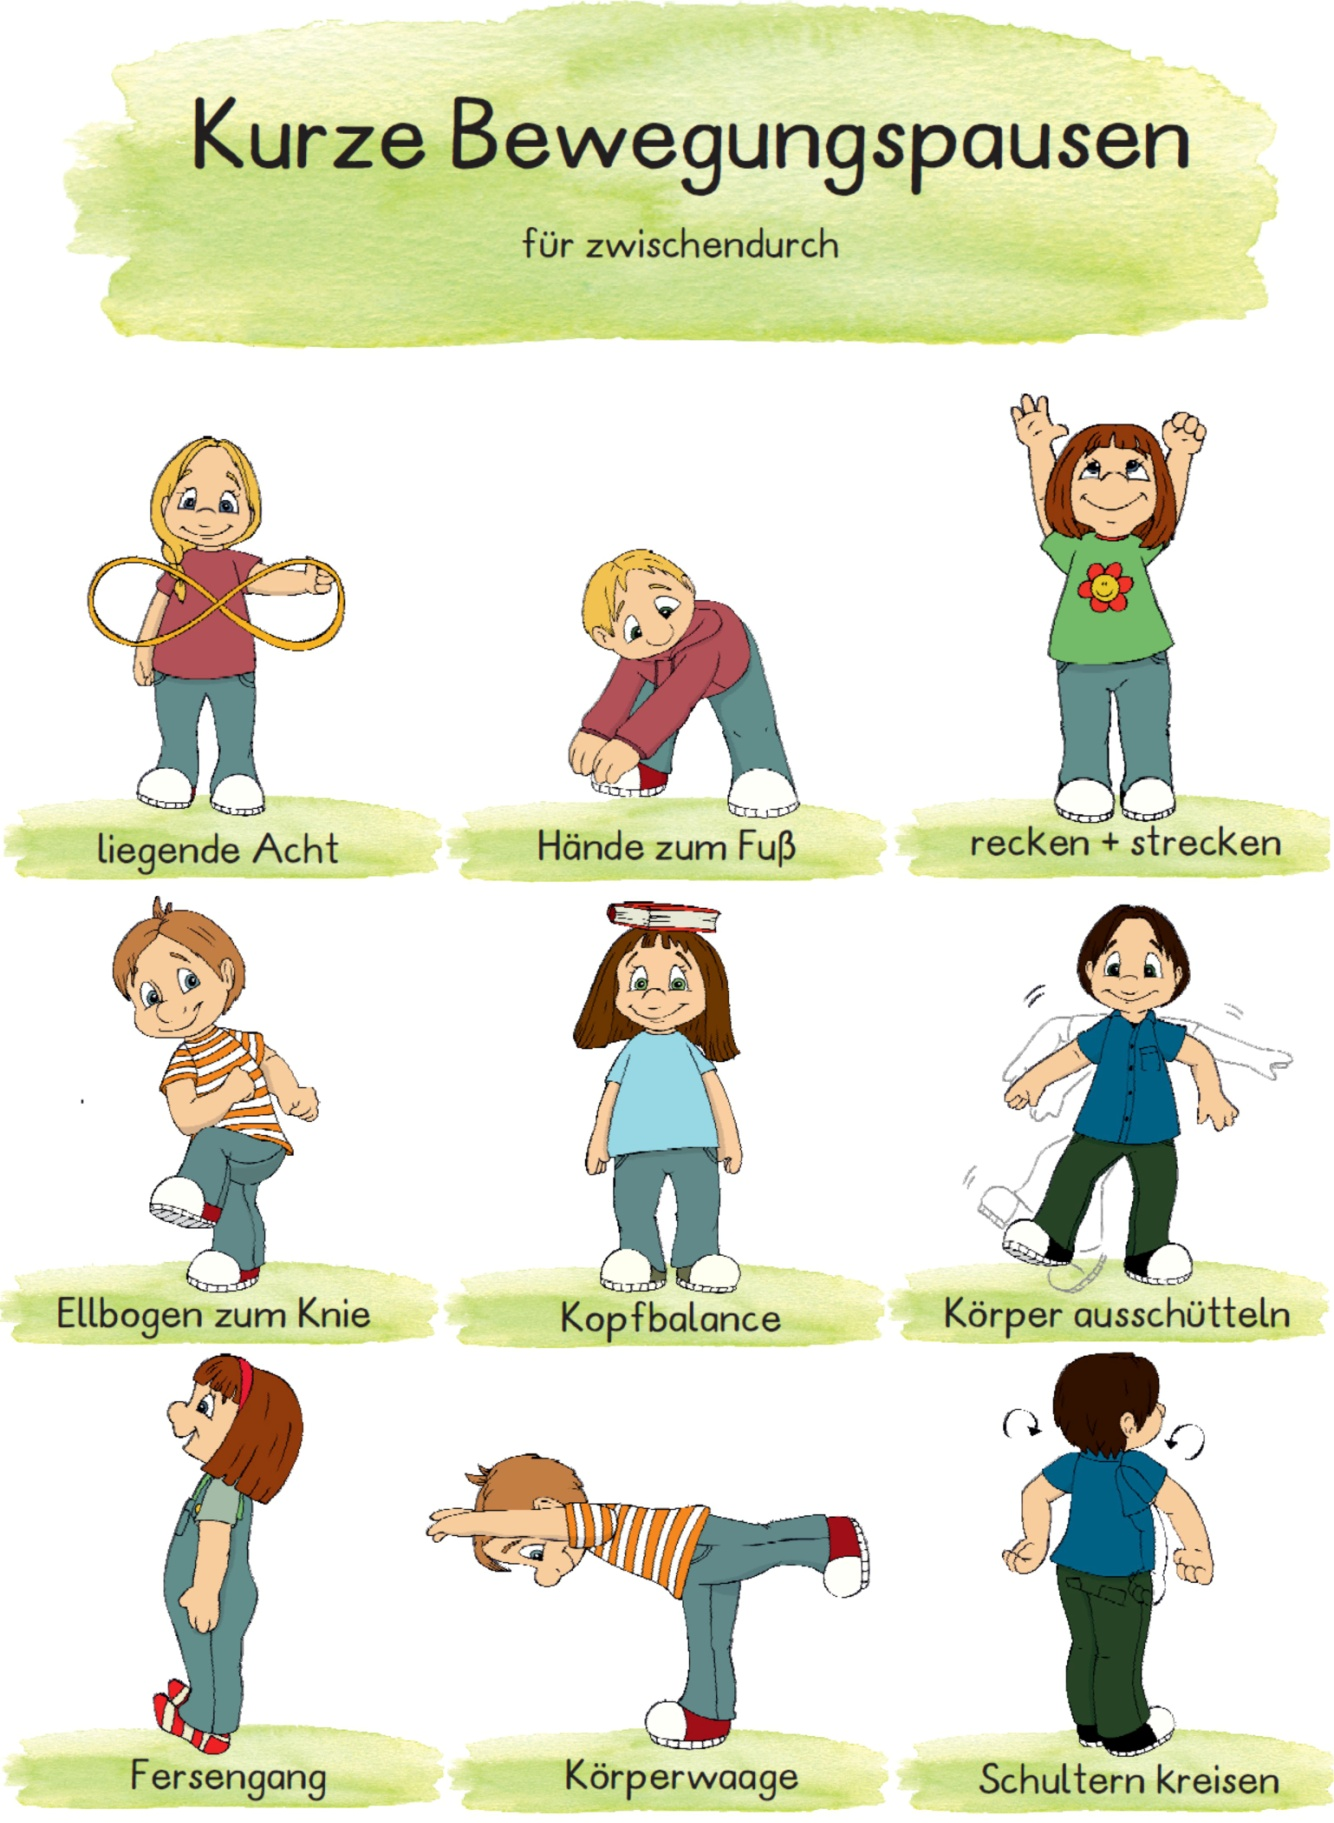 Kurze Bewegungspausen
für zwischendurch
liegende Acht
Hände zum Fuß
recken + strecken
Ellbogen zum Knie
Kopfbalance
Körper ausschütteln
Fersengang
Körperwaage
Schultern kreisen